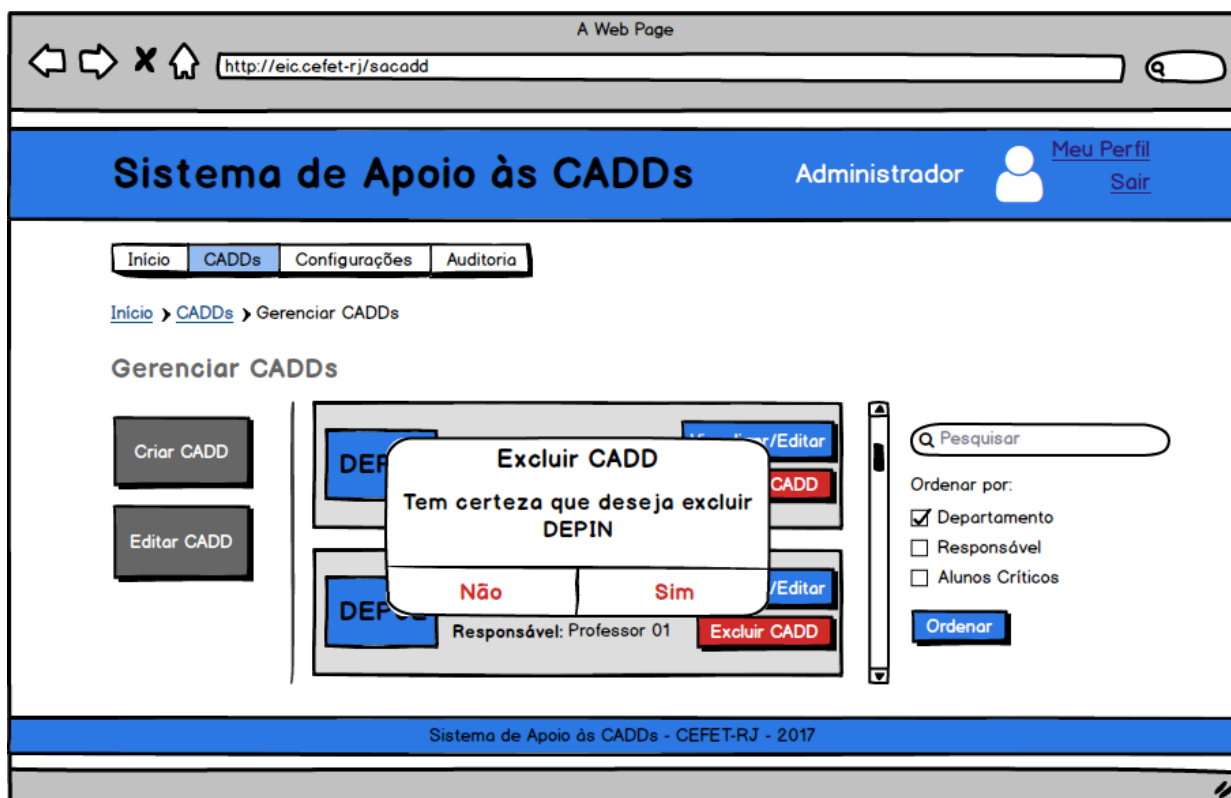 A Web Page
http://eic.cefet-rj/sacadd
Sistema de Apoio às CADDs
Administrador
Meu Perfil
Sair
Início CADDs Configurações Auditoria
Início CADDs Gerenciar CADDs
Gerenciar CADDs
Criar CADD
Editar CADD
/Editar
CADD
Excluir CADD
Tem certeza que deseja excluir
DEPIN
Não Sim
/Editar
Responsável: Professor 01
Excluir CADD
Pesquisar
Ordenar por:
Departamento
Responsável
Alunos Críticos
Ordenar
Sistema de Apoio às CADDs - CEFET-RJ - 2017